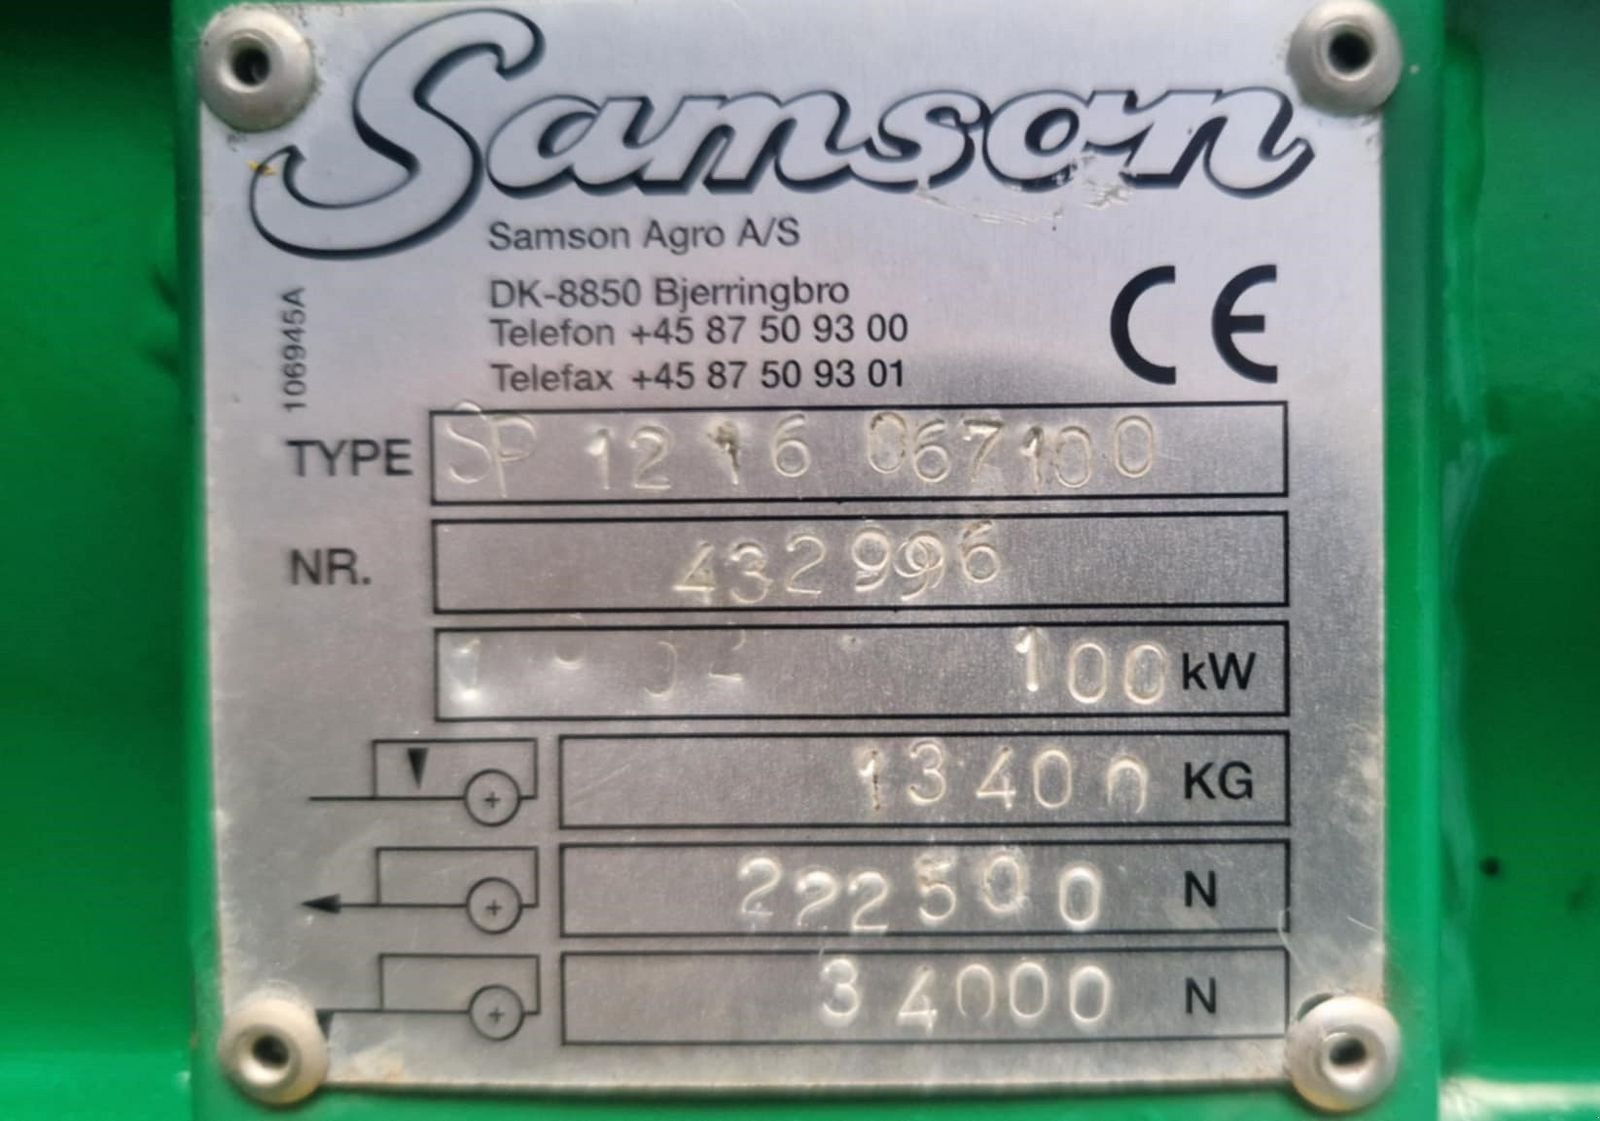 Samson
Samson Agro A/S
DK-8850 Bjerringbro
Telefon +45 87 50 93 00
Telefax +45 87 50 93 01
CE
106945A
TYPE SP 12 16 067100
NR. 432996
100 kW
13400 KG
222500 N
34000 N